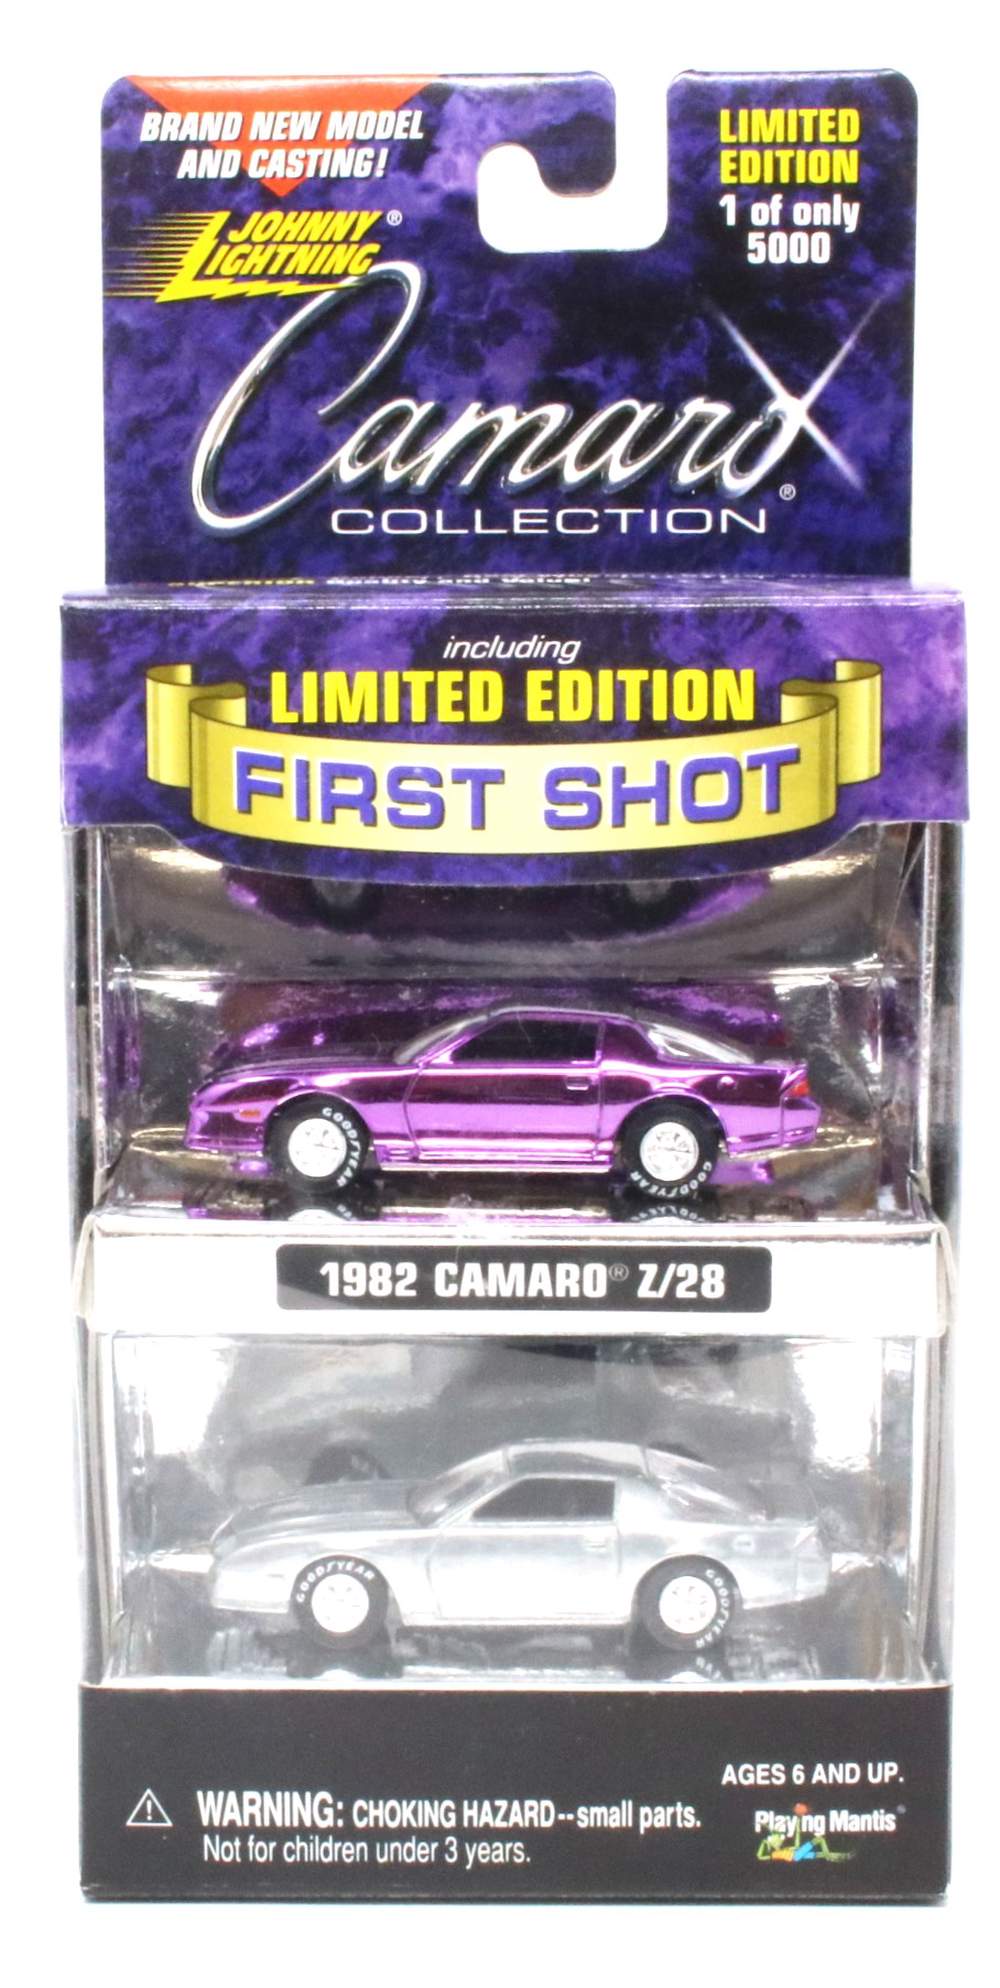 BRAND NEW MODEL
AND CASTING!
JOHNNY
LIGHTNING®
LIMITED
EDITION
1 of only
5000
Camaro®
COLLECTION
including
LIMITED EDITION
FIRST SHOT
GOODYEAR
GOODYEAR
1982 CAMARO® Z/28
GOODYEAR
GOODYEAR
AGES 6 AND UP.
WARNING: CHOKING HAZARD--small parts.
Not for children under 3 years.
Playing Mantis®